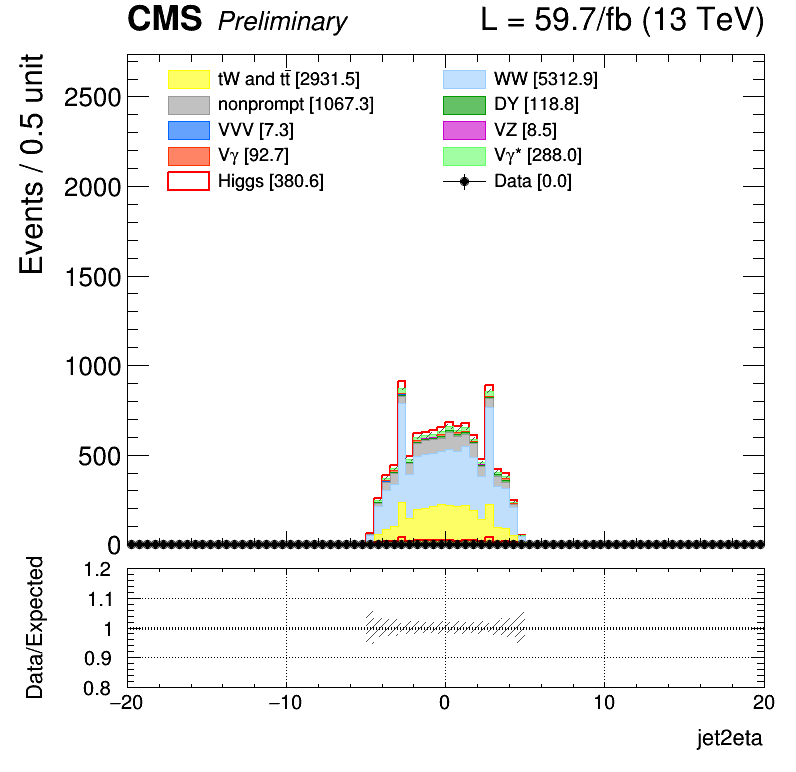 CMS Preliminary L = 59.7/fb (13 TeV)
Events / 0.5 unit
2500
2000
1500
1000
500
0
tW and tt̄ [2931.5]
WW [5312.9]
nonprompt [1067.3]
DY [118.8]
VVV [7.3]
VZ [8.5]
Vγ [92.7]
Vγ* [288.0]
Higgs [380.6]
Data [0.0]
Data/Expected
1.2
1.1
1
0.9
0.8
−20 −10 0 10 20
jet2eta